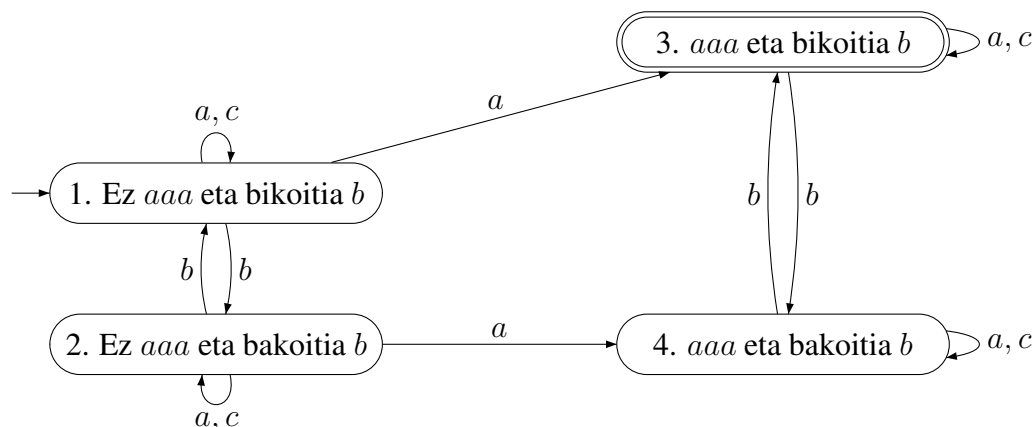 3. aaa eta bikoitia b
a, c
a
a, c
1. Ez aaa eta bikoitia b
b
b
b
b
2. Ez aaa eta bakoitia b
a
4. aaa eta bakoitia b
a, c
a, c